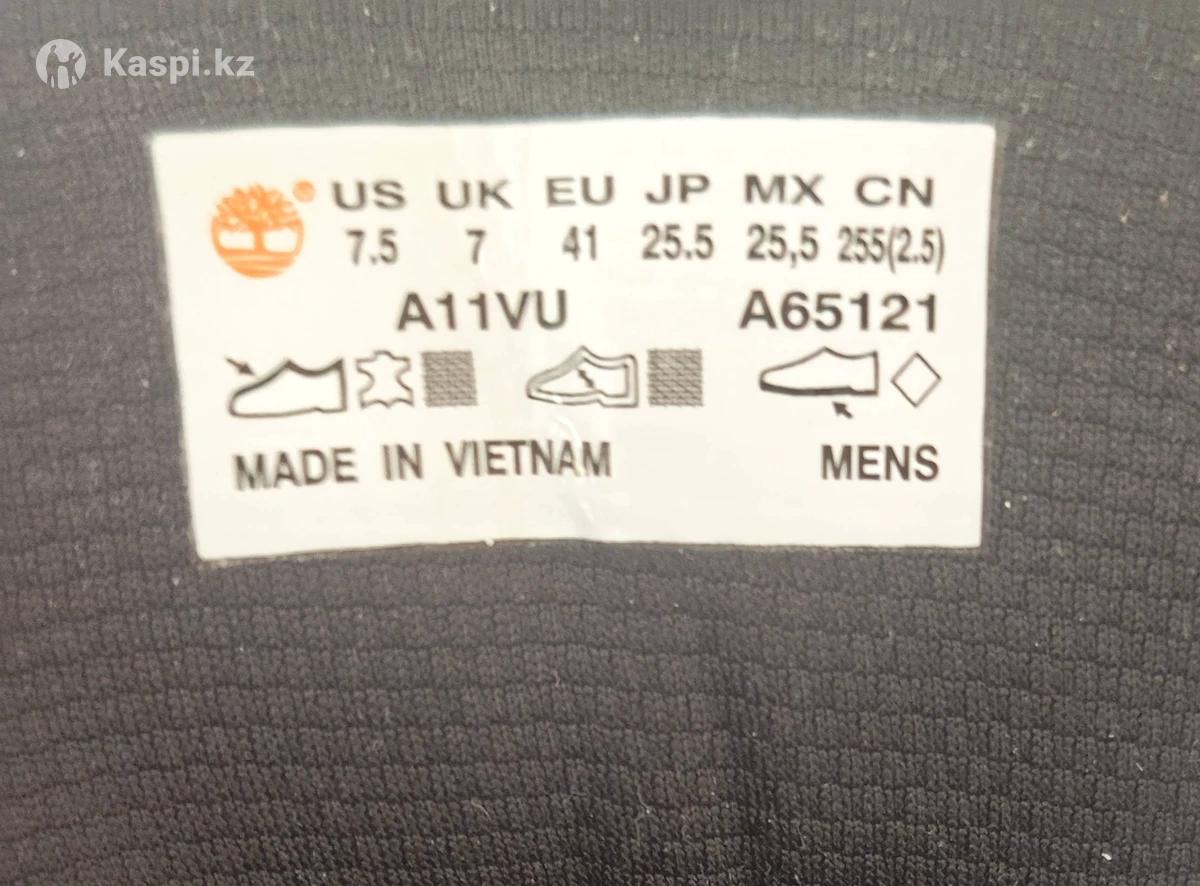 Kaspi.kz
US UK EU JP MX CN
7.5 7 41 25.5 25,5 255(2.5)
A11VU A65121
MADE IN VIETNAM MENS